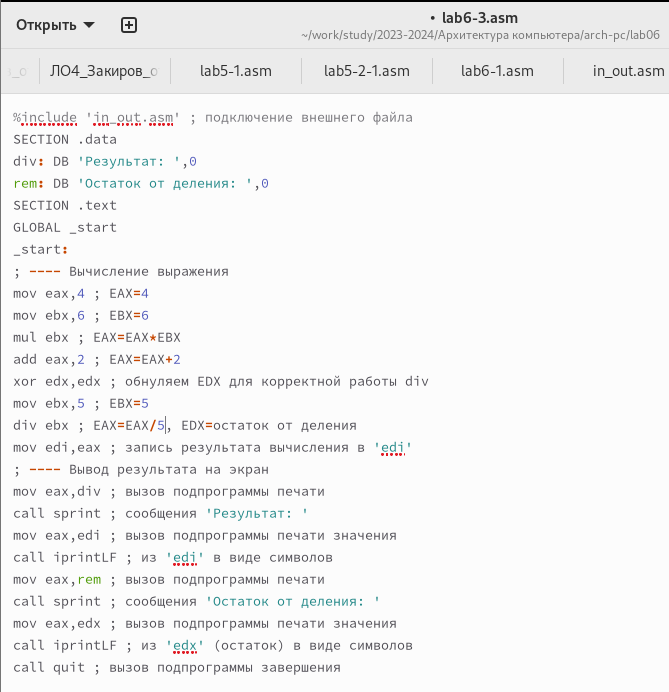 Открыть
• lab6-3.asm
~/work/study/2023-2024/Архитектура компьютера/arch-pc/lab06
ЛО4_Закиров_о
lab5-1.asm
lab5-2-1.asm
lab6-1.asm
in_out.asm
%include 'in_out.asm' ; подключение внешнего файла
SECTION .data
div: DB 'Результат: ',0
rem: DB 'Остаток от деления: ',0
SECTION .text
GLOBAL _start
_start:
; ---- Вычисление выражения
mov eax,4 ; EAX=4
mov ebx,6 ; EBX=6
mul ebx ; EAX=EAX*EBX
add eax,2 ; EAX=EAX+2
xor edx,edx ; обнуляем EDX для корректной работы div
mov ebx,5 ; EBX=5
div ebx ; EAX=EAX/5, EDX=остаток от деления
mov edi,eax ; запись результата вычисления в 'edi'
; ---- Вывод результата на экран
mov eax,div ; вызов подпрограммы печати
call sprint ; сообщения 'Результат: '
mov eax,edi ; вызов подпрограммы печати значения
call iprintLF ; из 'edi' в виде символов
mov eax,rem ; вызов подпрограммы печати
call sprint ; сообщения 'Остаток от деления: '
mov eax,edx ; вызов подпрограммы печати значения
call iprintLF ; из 'edx' (остаток) в виде символов
call quit ; вызов подпрограммы завершения